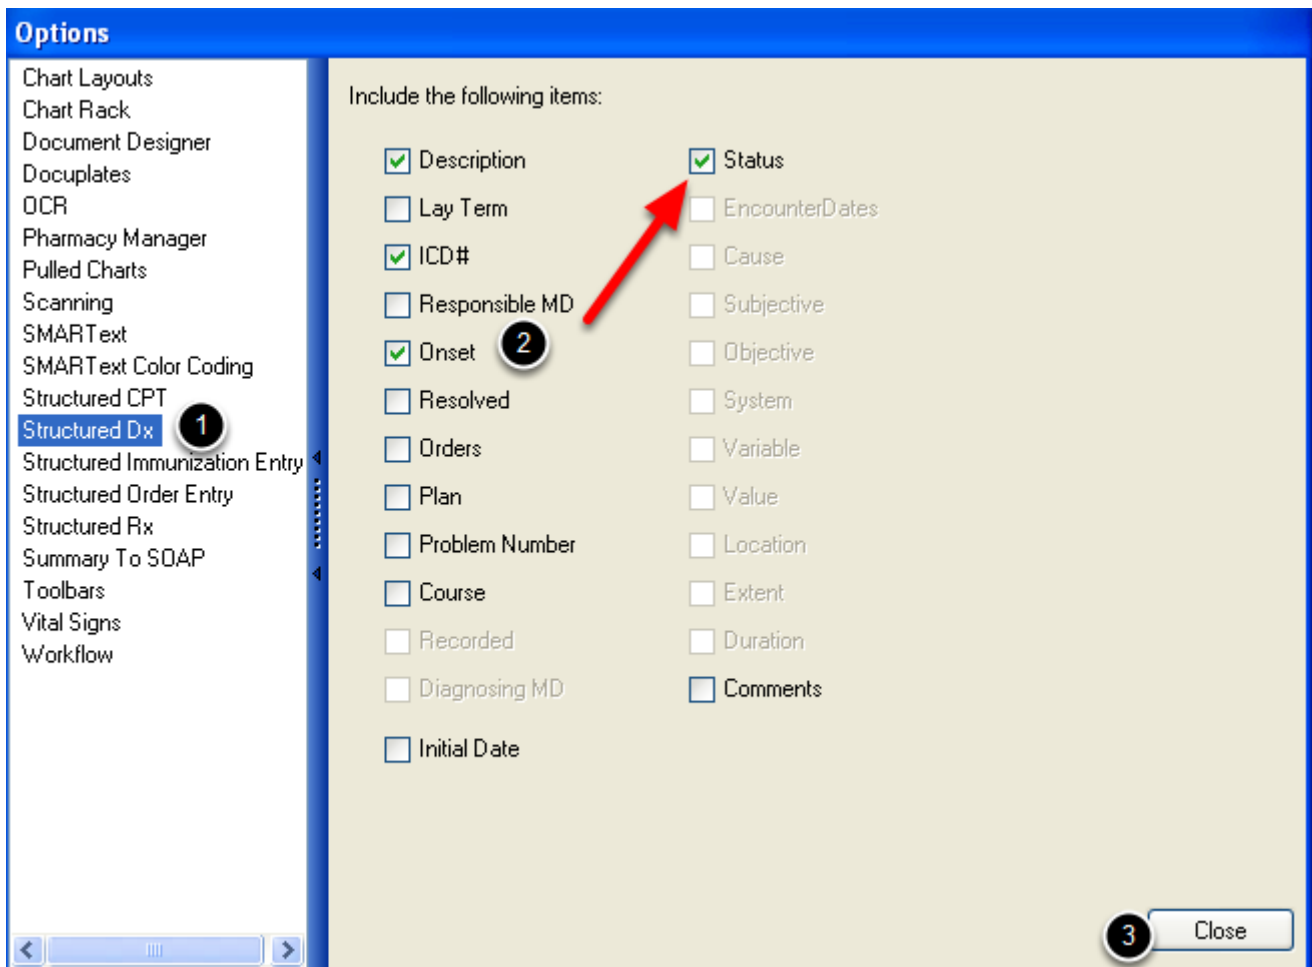 Options
Chart Layouts
Chart Rack
Document Designer
Docuplates
OCR
Pharmacy Manager
Pulled Charts
Scanning
SMARText
SMARText Color Coding
Structured CPT
Structured Dx
1
Structured Immunization Entry
Structured Order Entry
Structured Rx
Summary To SOAP
Toolbars
Vital Signs
Workflow
Include the following items:
Description
Lay Term
ICD#
Responsible MD
Onset
2
Resolved
Orders
Plan
Problem Number
Course
Recorded
Diagnosing MD
Initial Date
Status
EncounterDates
Cause
Subjective
Objective
System
Variable
Value
Location
Extent
Duration
Comments
3
Close